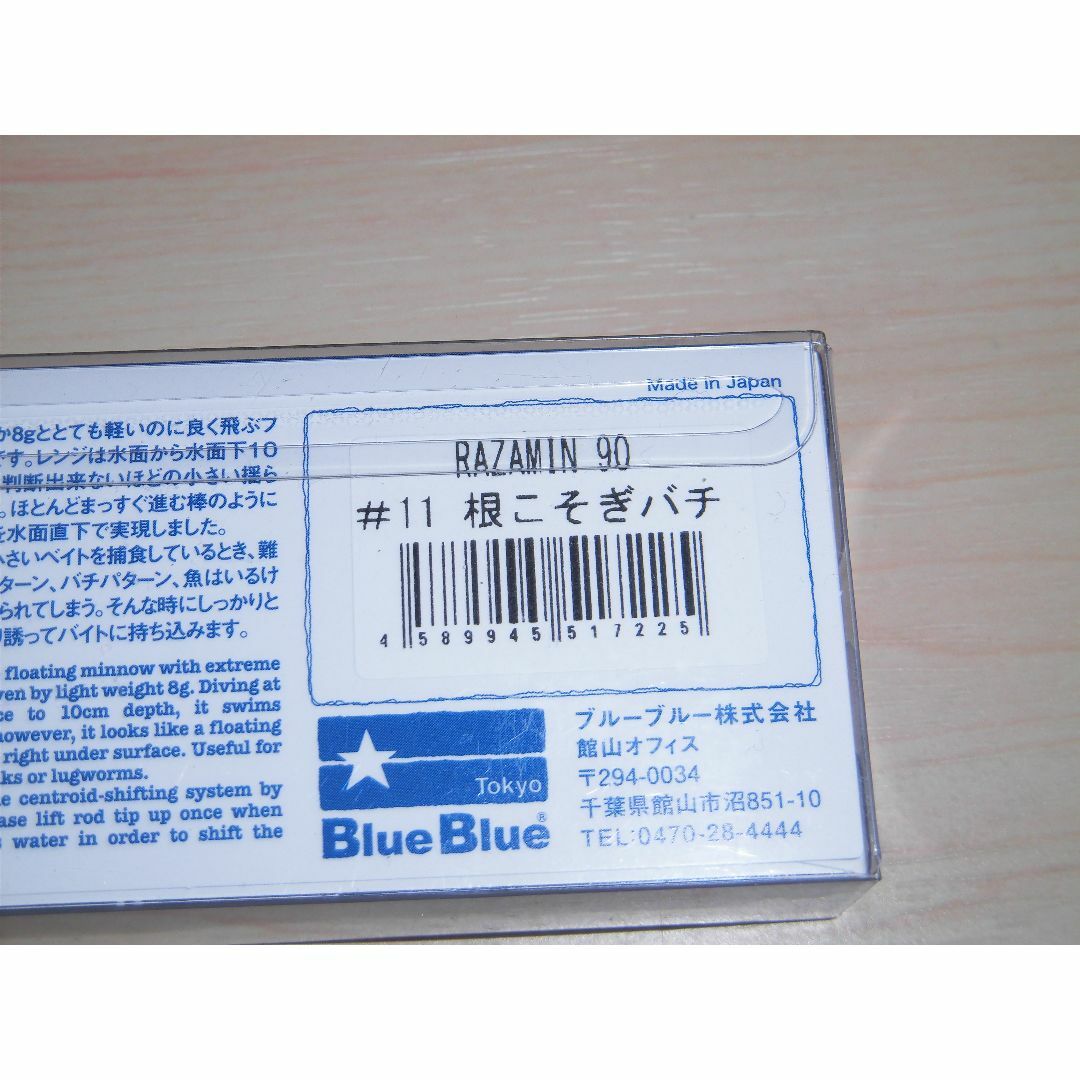 Made in Japan
か8gととても軽いのに良く飛ぶフ
です。レンジは水面から水面下10
判断出来ないほどの小さい揺ら
。ほとんどまっすぐ進む棒のように
を水面直下で実現しました。
小さいベイトを捕食しているとき、難
ターン、バチパターン、魚はいるけ
られてしまう。そんな時にしっかりと
り誘ってバイトに持ち込みます。
floating minnow with extreme
ven by light weight 8g. Diving at
ce to 10cm depth, it swims
however, it looks like a floating
right under surface. Useful for
ks or lugworms.
e centroid-shifting system by
ase lift rod tip up once when
s water in order to shift the
RAZAMIN 90
#11 根こそぎバチ
4 589945 517225
Tokyo
BlueBlue®
ブルーブルー株式会社
館山オフィス
〒294-0034
千葉県館山市沼851-10
TEL:0470-28-4444